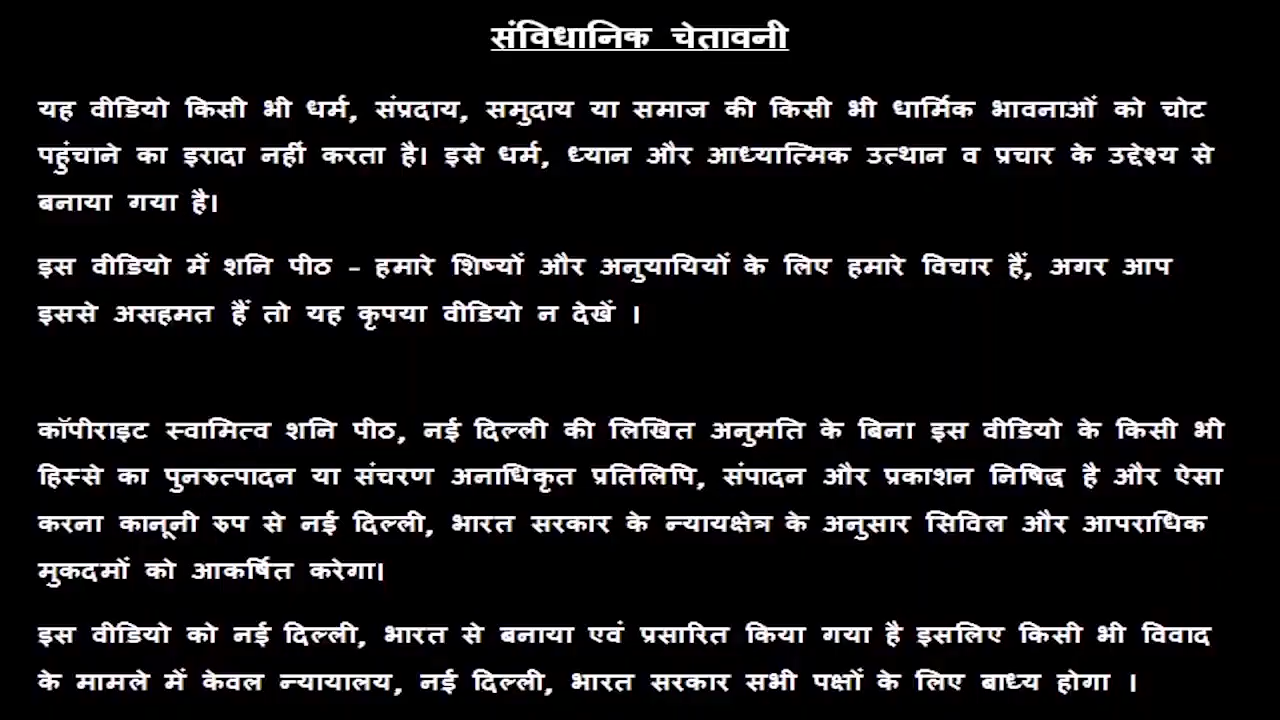 संविधानिक चेतावनी
यह वीडियो किसी भी धर्म, संप्रदाय, समुदाय या समाज की किसी भी धार्मिक भावनाओं को चोट
पहुंचाने का इरादा नहीं करता है। इसे धर्म, ध्यान और आध्यात्मिक उत्थान व प्रचार के उद्देश्य से
बनाया गया है।
इस वीडियो में शनि पीठ – हमारे शिष्यों और अनुयायियों के लिए हमारे विचार हैं, अगर आप
इससे असहमत हैं तो यह कृपया वीडियो न देखें ।
कॉपीराइट स्वामित्व शनि पीठ, नई दिल्ली की लिखित अनुमति के बिना इस वीडियो के किसी भी
हिस्से का पुनरुत्पादन या संचरण अनाधिकृत प्रतिलिपि, संपादन और प्रकाशन निषिद्ध है और ऐसा
करना कानूनी रुप से नई दिल्ली, भारत सरकार के न्यायक्षेत्र के अनुसार सिविल और आपराधिक
मुकदमों को आकर्षित करेगा।
इस वीडियो को नई दिल्ली, भारत से बनाया एवं प्रसारित किया गया है इसलिए किसी भी विवाद
के मामले में केवल न्यायालय, नई दिल्ली, भारत सरकार सभी पक्षों के लिए बाध्य होगा ।